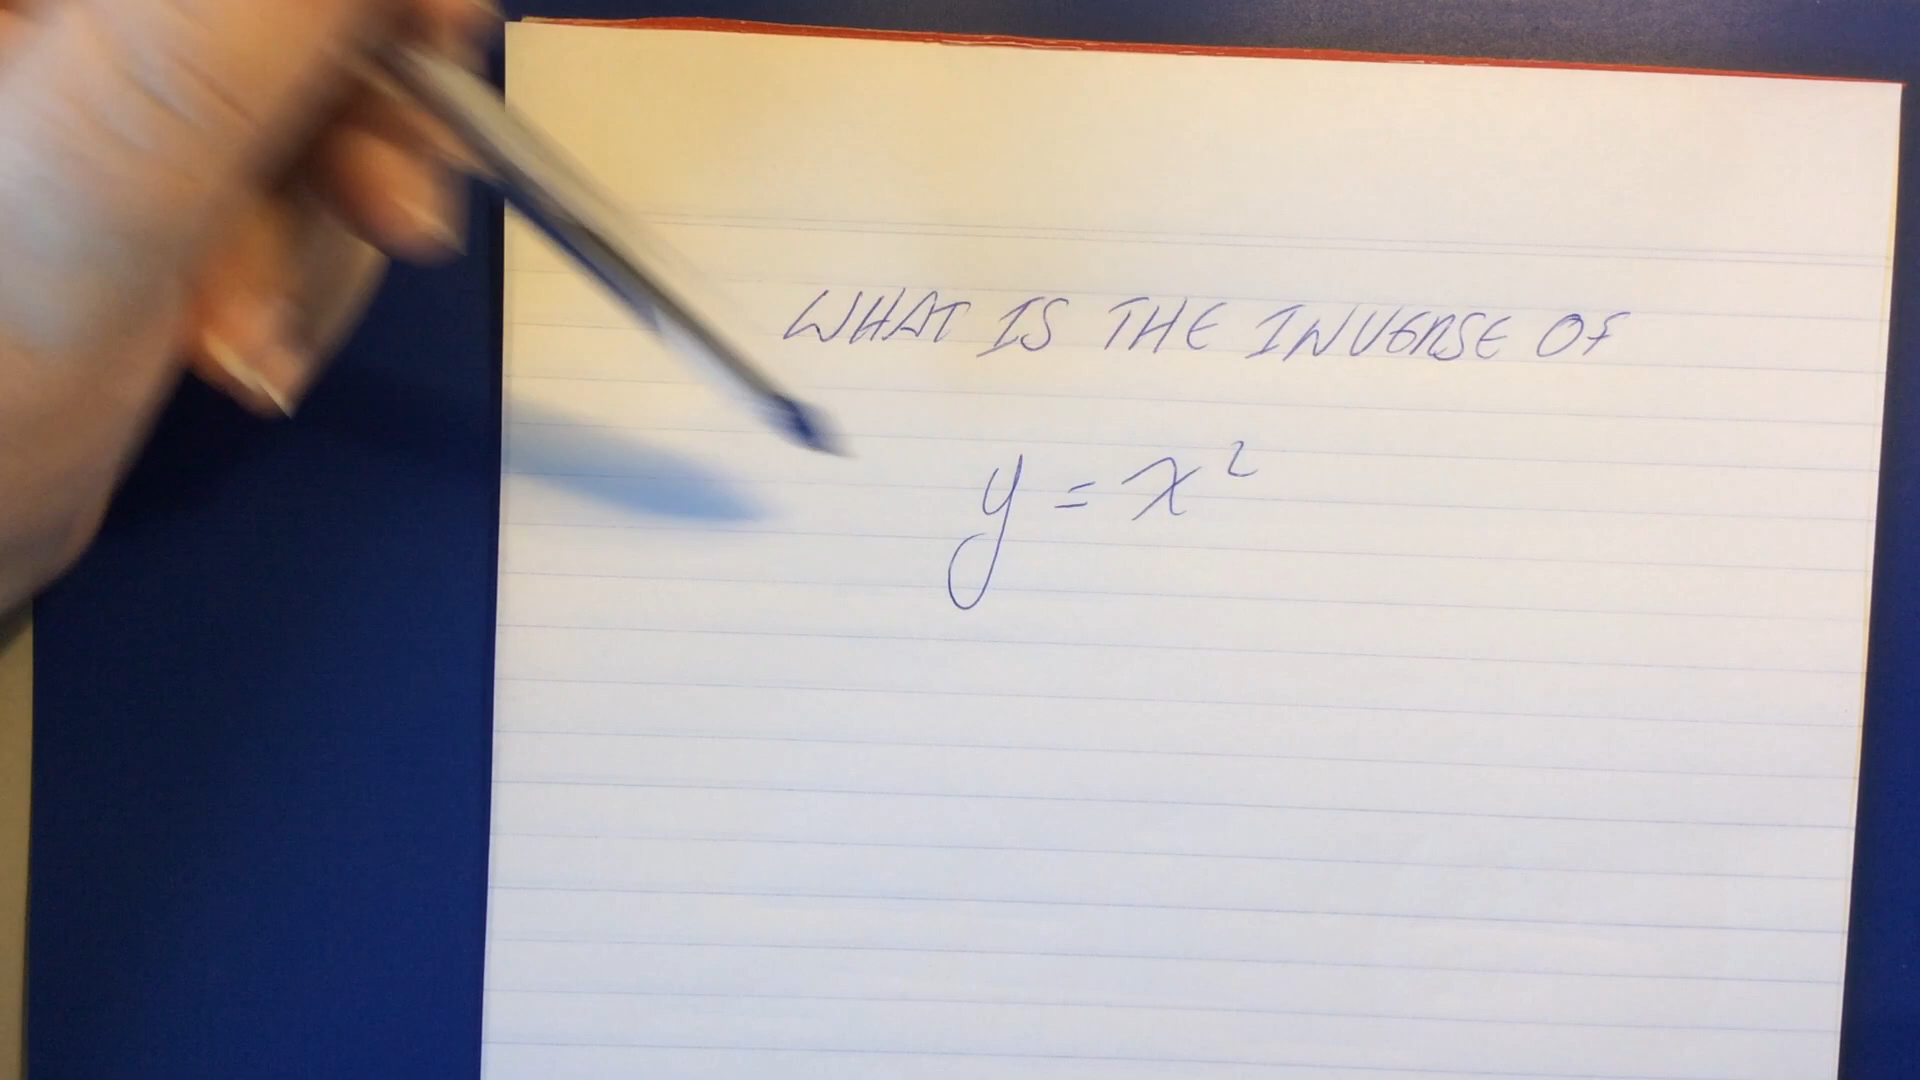 WHAT IS THE INVERSE OF
y = x²